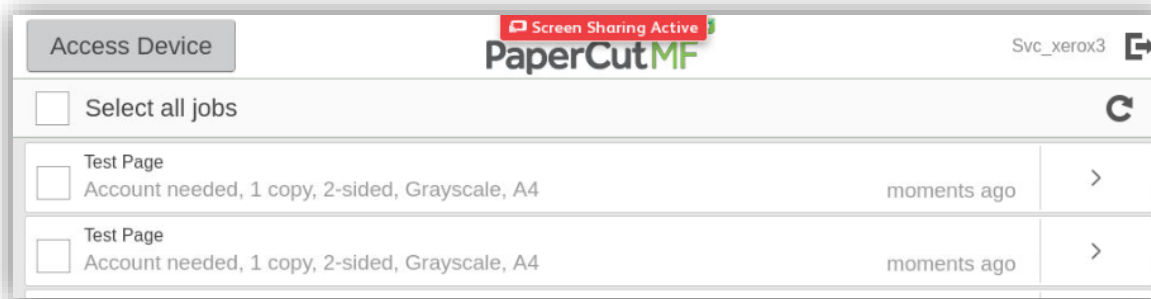 Screen Sharing Active
Access Device
PaperCutMF
Svc_xerox3
Select all jobs
Test Page
Account needed, 1 copy, 2-sided, Grayscale, A4
moments ago
Test Page
Account needed, 1 copy, 2-sided, Grayscale, A4
moments ago